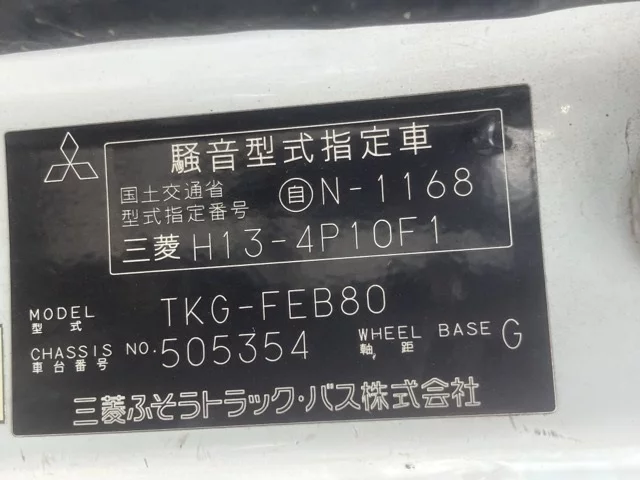 騒音型式指定車
国土交通省 型式指定番号 自N-1168
三菱 H13-4P10F1
MODEL 型式 TKG-FEB80
CHASSIS NO. 車台番号 505354 WHEEL BASE 軸距 G
三菱ふそうトラック・バス株式会社